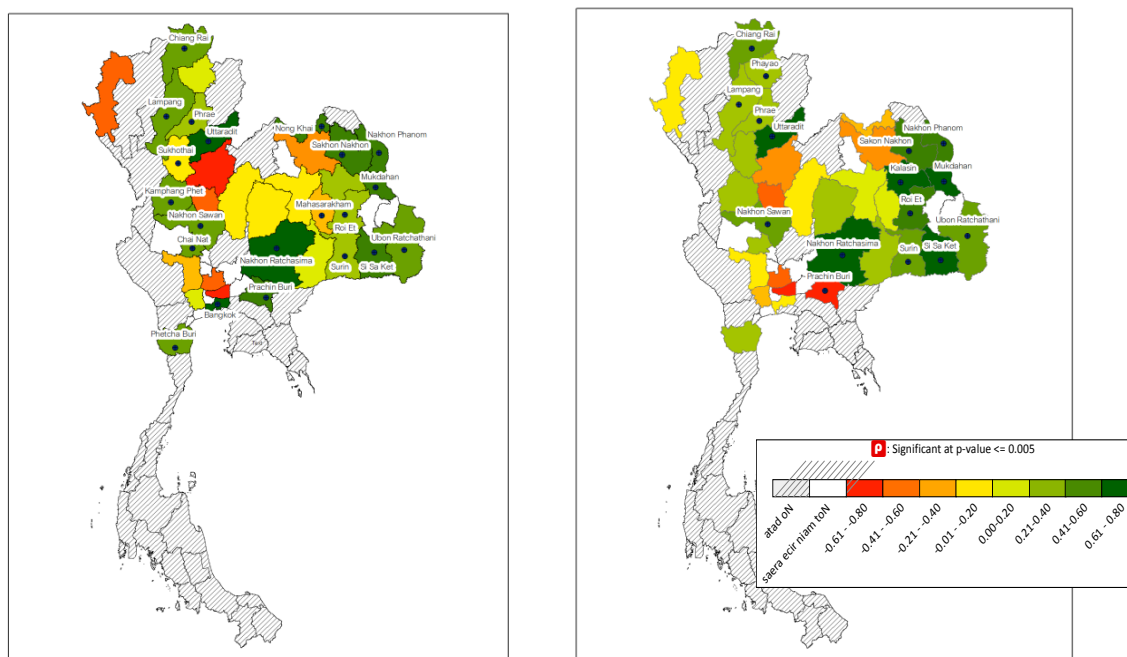 Chiang Rai
Lampang
Phrae
Uttaradit
Sukhothai
Nong Khai
Nakhon Phanom
Sakhon Nakhon
Mukdahan
Kamphang Phet
Mahasarakham
Nakhon Sawan
Roi Et
Chai Nat
Ubon Ratchathani
Nakhon Ratchasima
Surin
Si Sa Ket
Prachin Buri
Bangkok
Phetcha Buri
Text
Chiang Rai
Phayao
Lampang
Phrae
Uttaradit
Nakhon Phanom
Sakon Nakhon
Kalasin
Mukdahan
Roi Et
Nakhon Sawan
Ubon Ratchathani
Nakhon Ratchasima
Surin
Si Sa Ket
Prachin Buri
ρ : Significant at p-value <= 0.005
atad oN
saera ecir niam toN
-0.61 - -0.80
-0.41 - -0.60
-0.21 - -0.40
-0.01 - -0.20
0.00-0.20
0.21-0.40
0.41-0.60
0.61 - 0.80